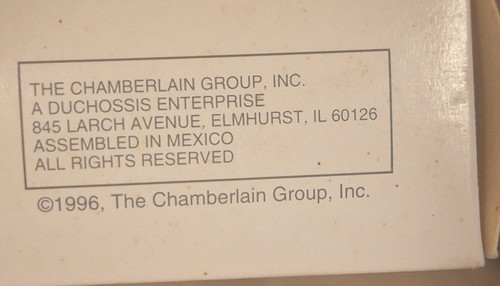 THE CHAMBERLAIN GROUP, INC.
A DUCHOSSIS ENTERPRISE
845 LARCH AVENUE, ELMHURST, IL 60126
ASSEMBLED IN MEXICO
ALL RIGHTS RESERVED
©1996, The Chamberlain Group, Inc.